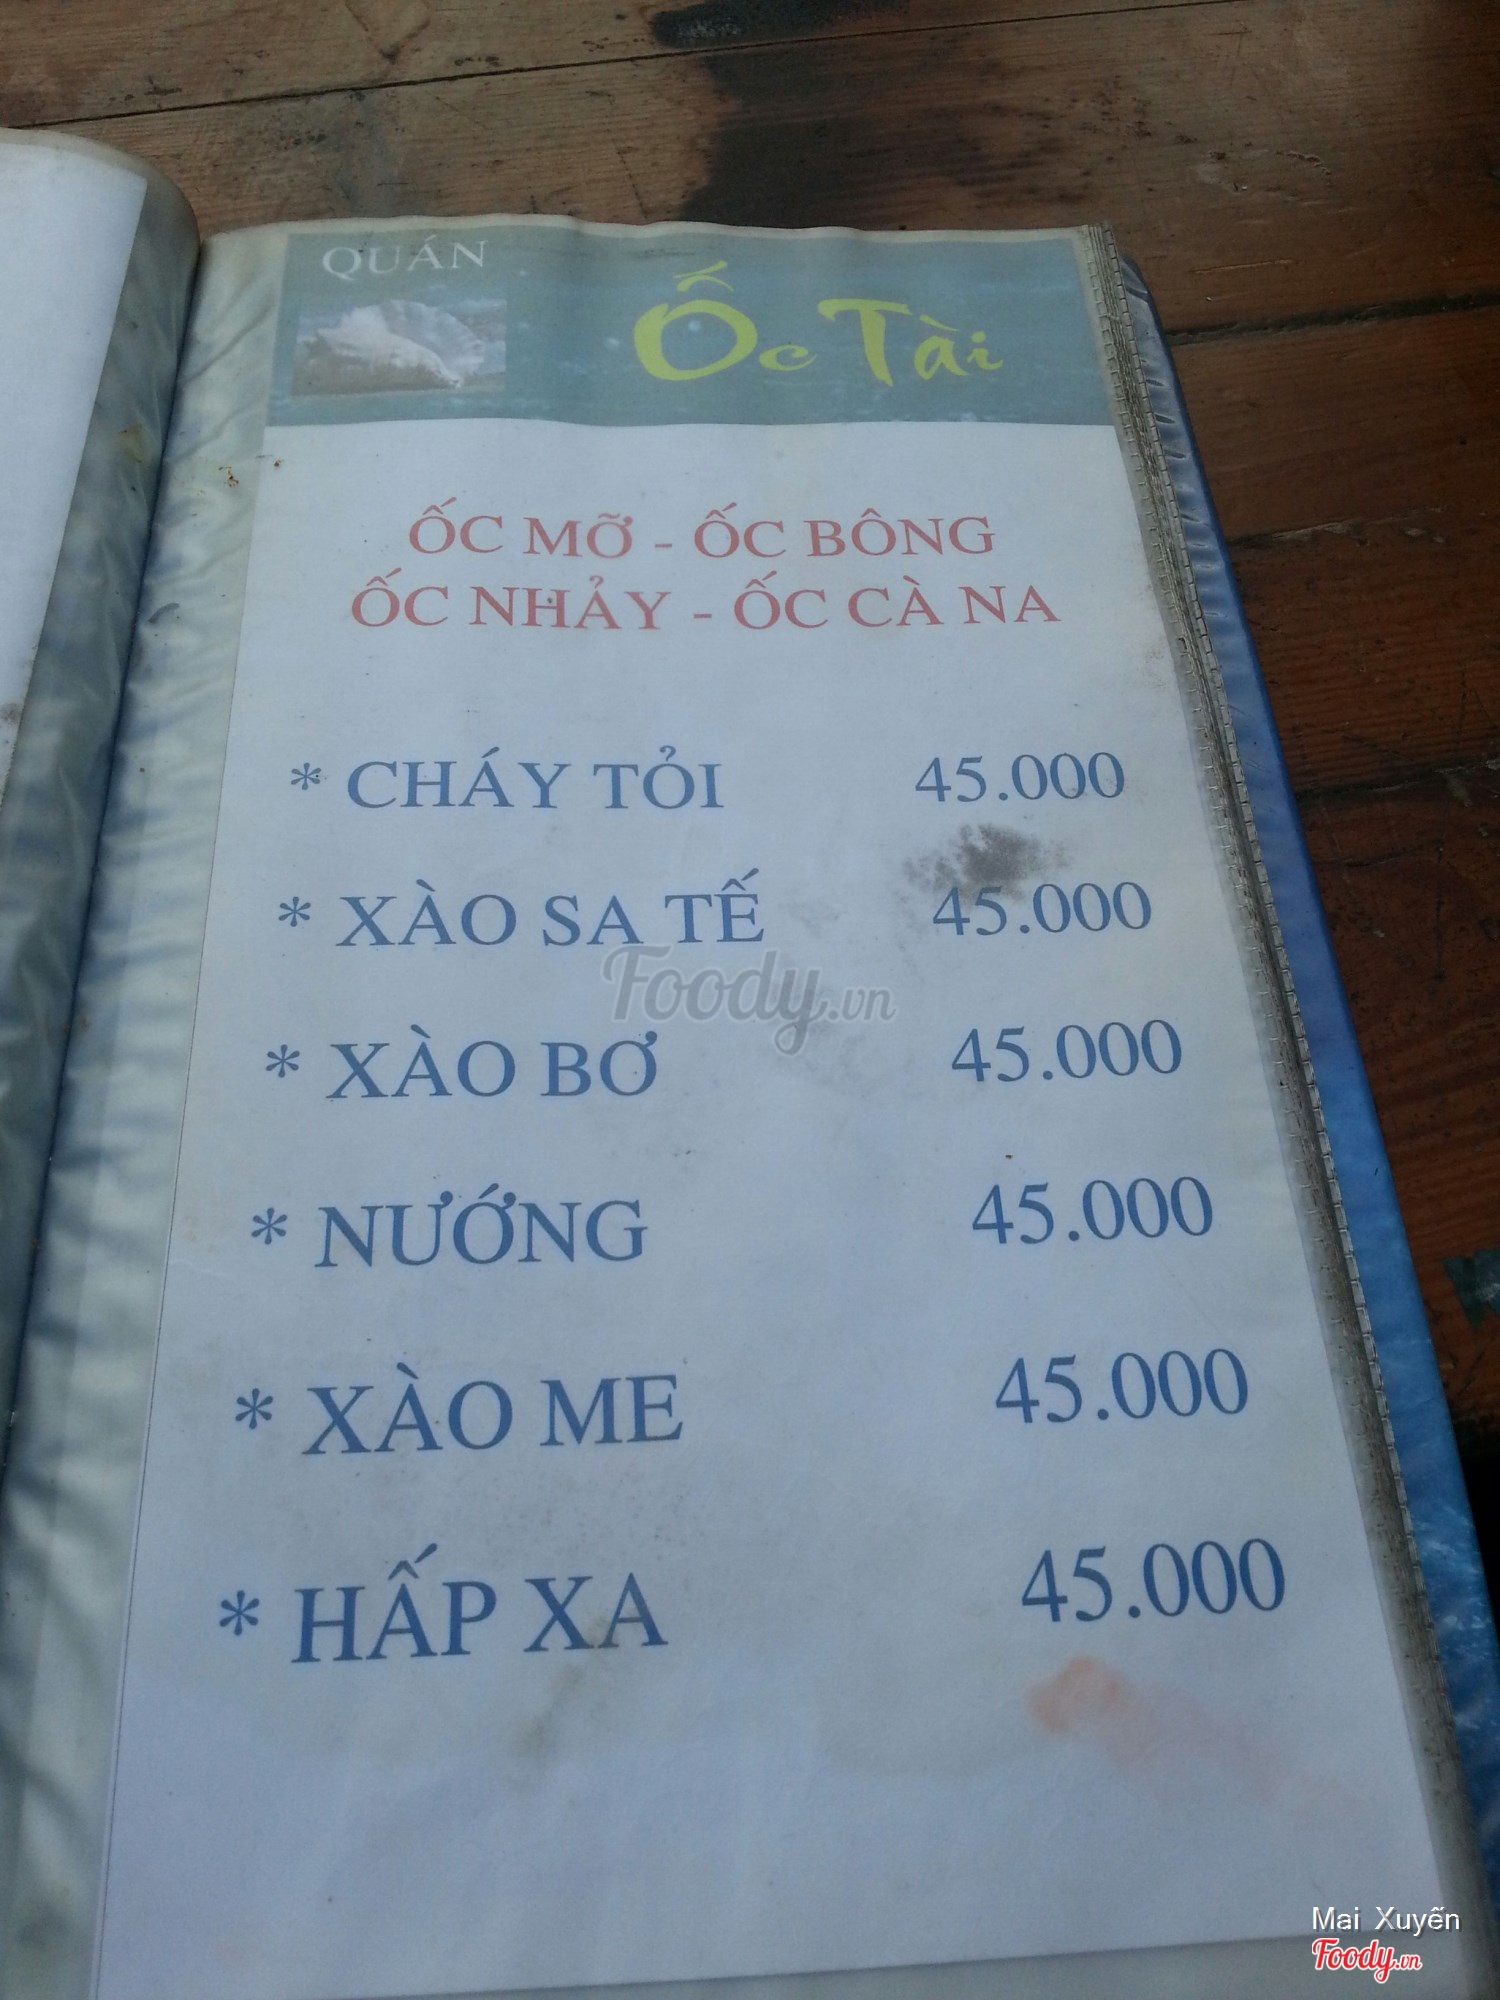 QUÁN
Ốc Tài
ỐC MỠ - ỐC BÔNG
ỐC NHẢY - ỐC CÀ NA
* CHÁY TỎI 45.000
* XÀO SA TẾ 45.000
Foody.vn
* XÀO BƠ 45.000
* NƯỚNG 45.000
* XÀO ME 45.000
* HẤP XA 45.000
Mai Xuyến
Foody.vn